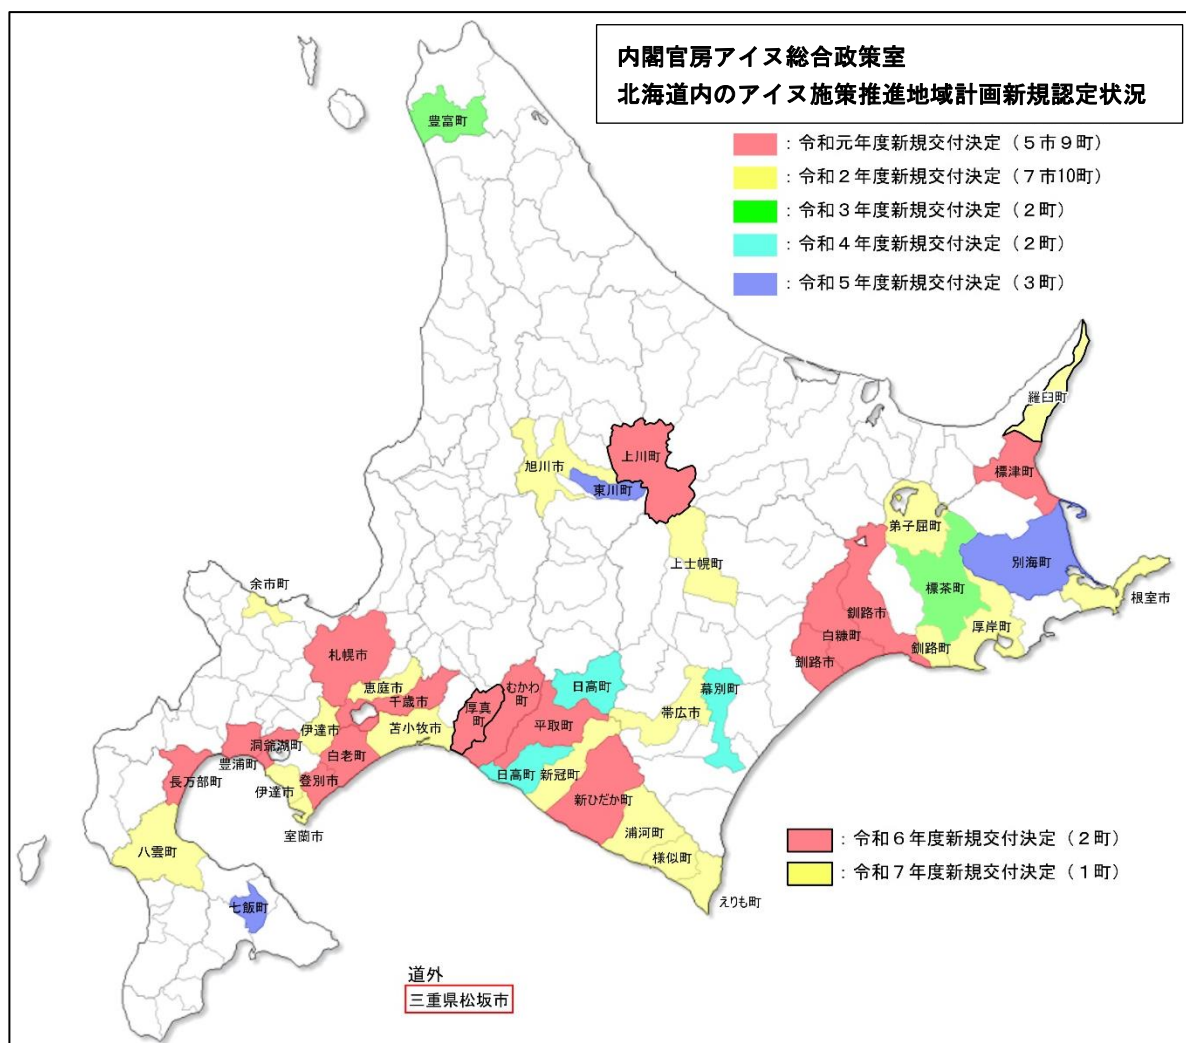 内閣官房アイヌ総合政策室
北海道内のアイヌ施策推進地域計画新規認定状況
：令和元年度新規交付決定（５市９町）
：令和２年度新規交付決定（７市10町）
：令和３年度新規交付決定（２町）
：令和４年度新規交付決定（２町）
：令和５年度新規交付決定（３町）
豊富町
羅臼町
上川町
旭川市
東川町
標津町
弟子屈町
上士幌町
別海町
標茶町
根室市
余市町
釧路市
厚岸町
白糠町
釧路町
釧路市
札幌市
恵庭市
千歳市
むかわ
町
日高町
幕別町
厚真
町
帯広市
平取町
伊達市
苫小牧市
洞爺湖町
白老町
豊浦町
長万部町
登別市
伊達市
日高町
新冠町
新ひだか町
室蘭市
浦河町
八雲町
様似町
えりも町
七飯町
：令和６年度新規交付決定（２町）
：令和７年度新規交付決定（１町）
道外
三重県松坂市